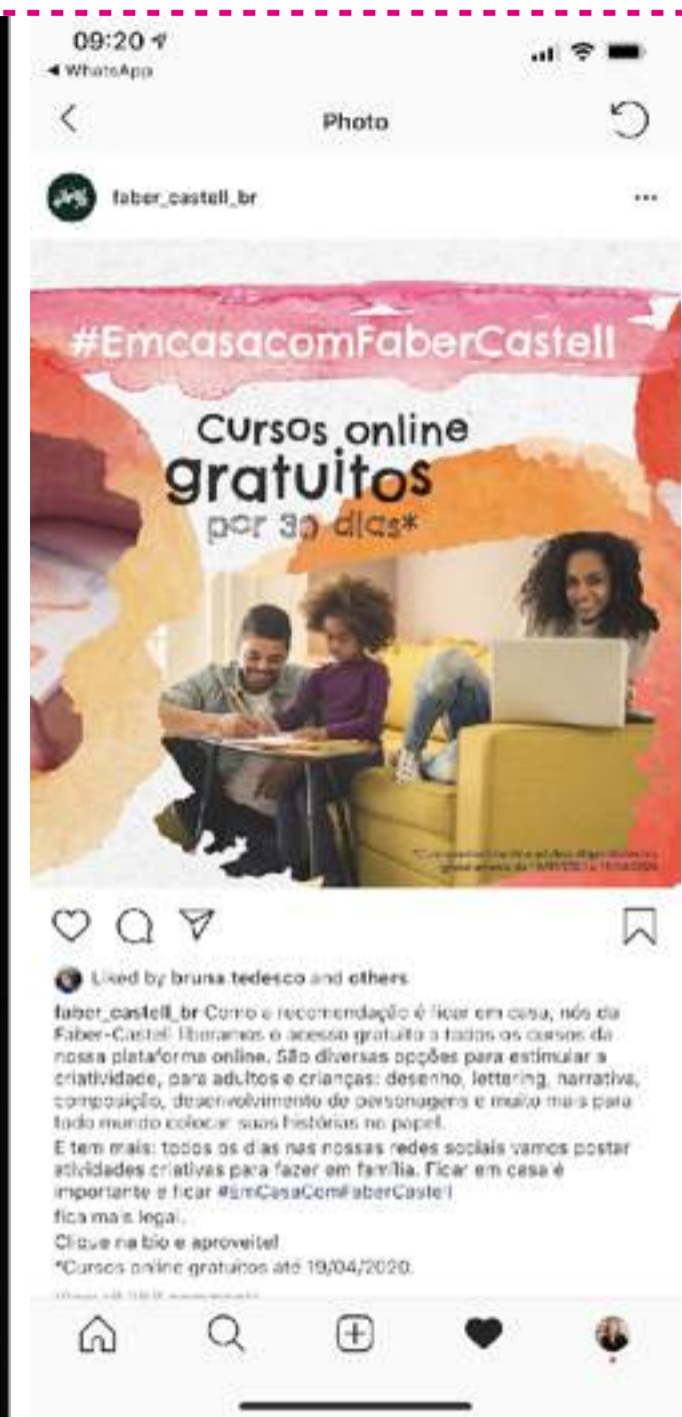 09:20
WhatsApp
Photo
faber_castell_br
#EmcasacomFaberCastell
Cursos online
gratuitos
por 30 dias*
Liked by bruna.tedesco and others
faber_castell_br Como a recomendação é ficar em casa, nós da
Faber-Castell liberamos o acesso gratuito a todos os cursos da
nossa plataforma online. São diversas opções para estimular a
criatividade, para adultos e crianças: desenho, lettering, narrativa,
composição, desenvolvimento de personagens e muito mais para
todo mundo colocar suas histórias no papel.
E tem mais: todos os dias nas nossas redes sociais vamos postar
atividades criativas para fazer em família. Ficar em casa é
importante e ficar #EmCasaComFaberCastell
fica mais legal.
Clique na bio e aproveite!
*Cursos online gratuitos até 19/04/2020.